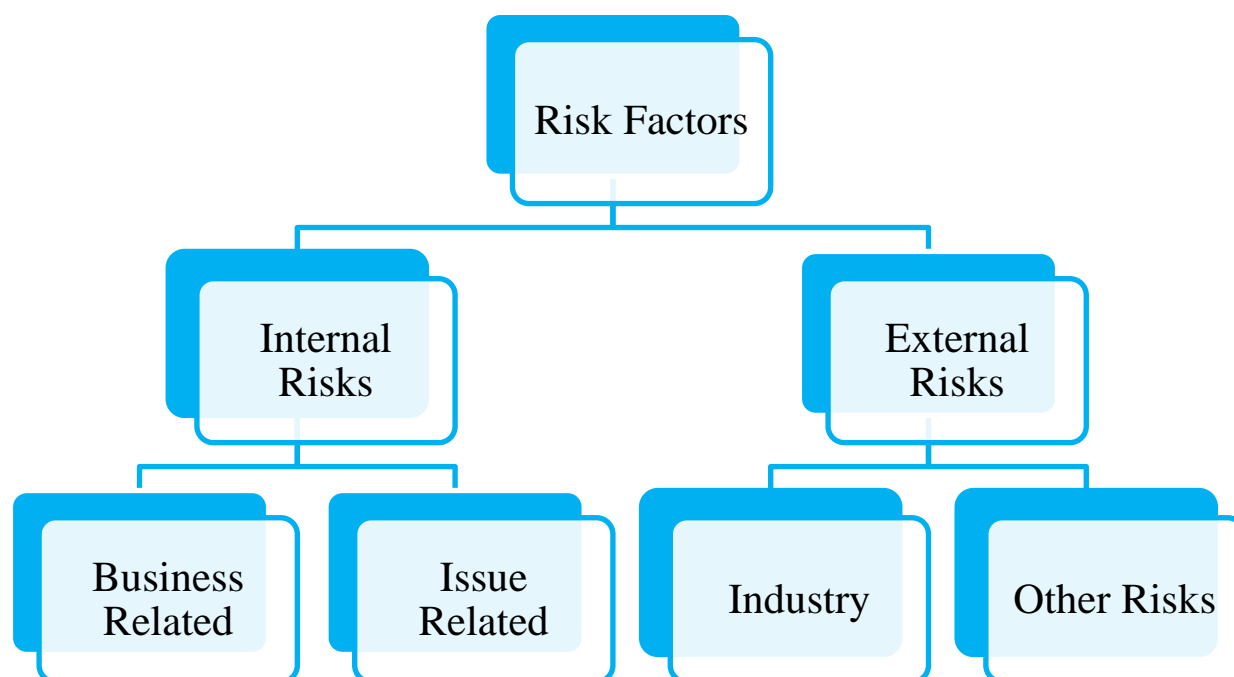 Risk Factors
Internal
Risks
External
Risks
Business
Related
Issue
Related
Industry
Other Risks